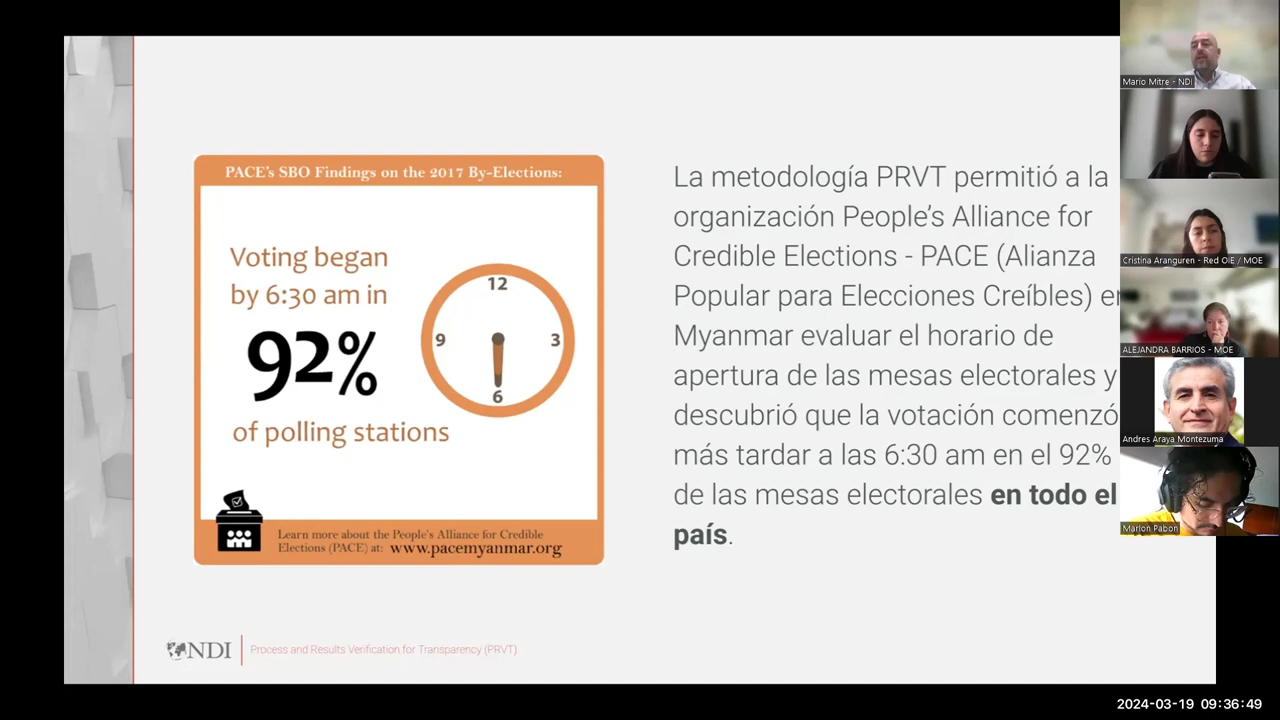 PACE's SBO Findings on the 2017 By-Elections:
Voting began
by 6:30 am in
92%
of polling stations
12
9
3
6
Learn more about the People's Alliance for Credible
Elections (PACE) at: www.pacemyanmar.org
La metodología PRVT permitió a la
organización People's Alliance for
Credible Elections - PACE (Alianza
Popular para Elecciones Creíbles) en
Myanmar evaluar el horario de
apertura de las mesas electorales y
descubrió que la votación comenzó
más tardar a las 6:30 am en el 92%
de las mesas electorales en todo el
país.
NDI
Process and Results Verification for Transparency (PRVT)
Mario Mitre - NDI
Cristina Aranguren - Red OIE / MOE
ALEJANDRA BARRIOS - MOE
Andres Araya Montezuma
Marlon Pabon
2024-03-19 09:36:49